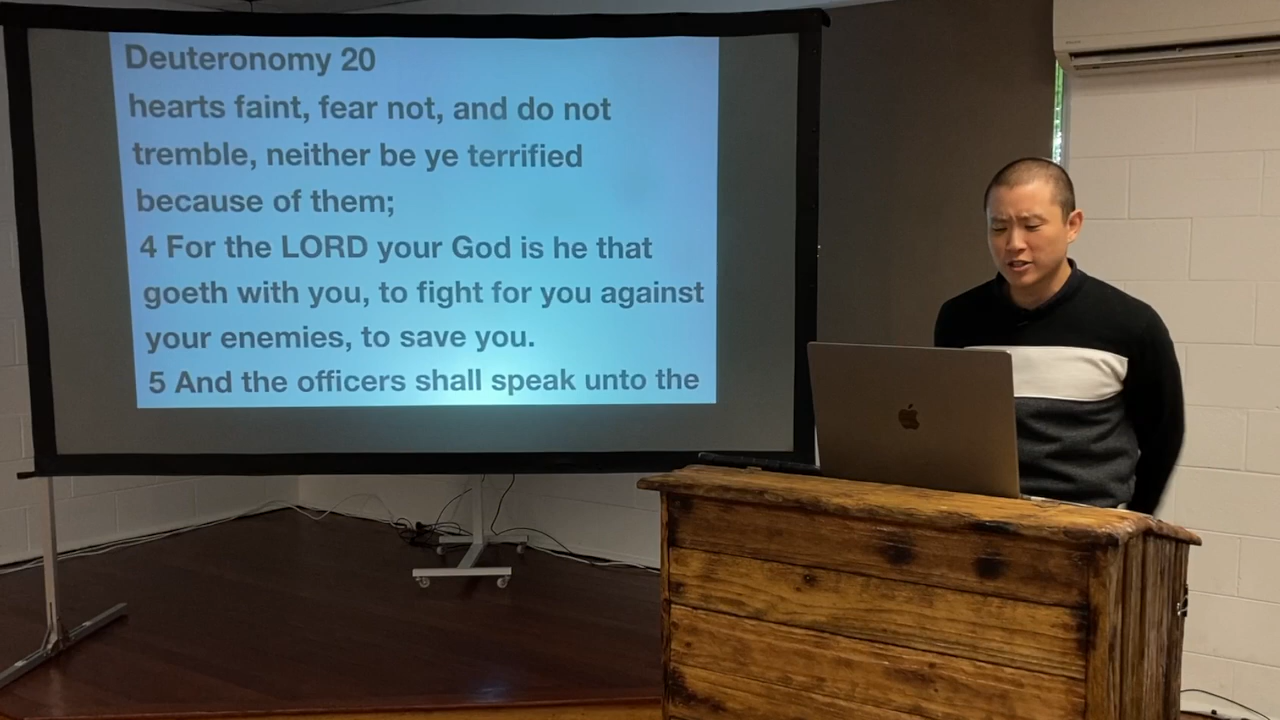 Deuteronomy 20
hearts faint, fear not, and do not
tremble, neither be ye terrified
because of them;
4 For the LORD your God is he that
goeth with you, to fight for you against
your enemies, to save you.
5 And the officers shall speak unto the